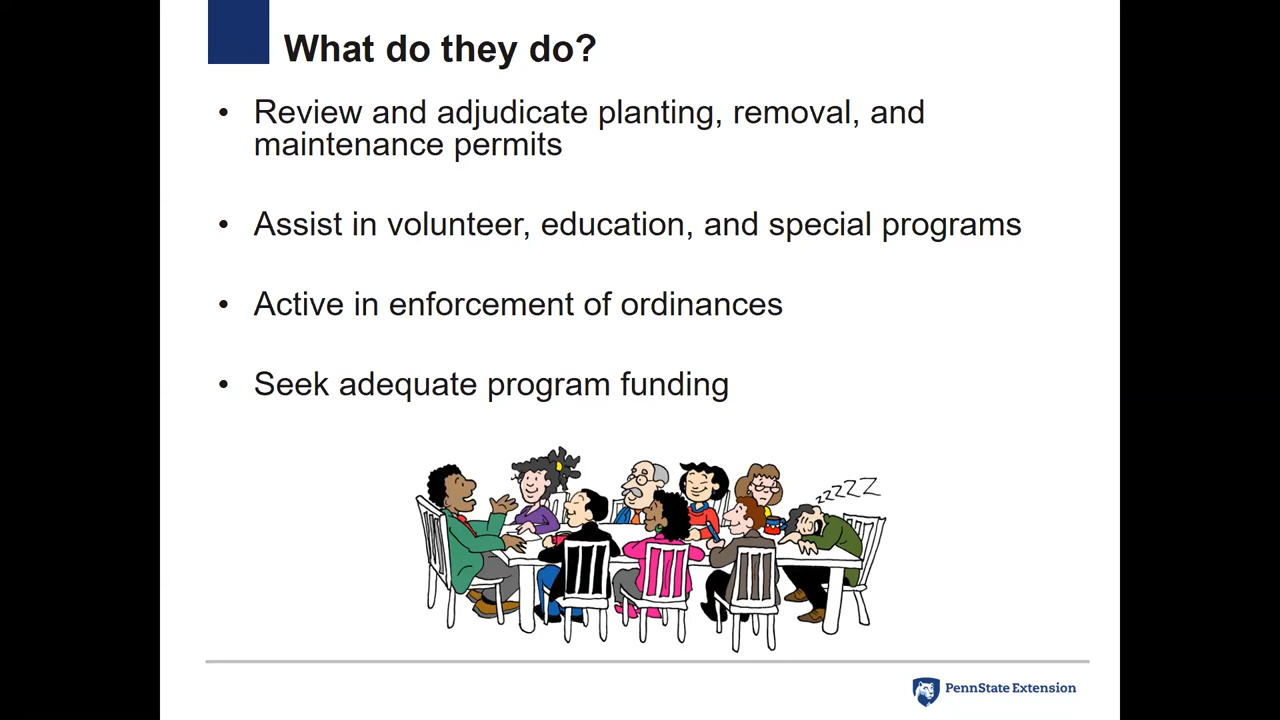 What do they do?
• Review and adjudicate planting, removal, and
maintenance permits
• Assist in volunteer, education, and special programs
• Active in enforcement of ordinances
• Seek adequate program funding
zzzzz
PennState Extension